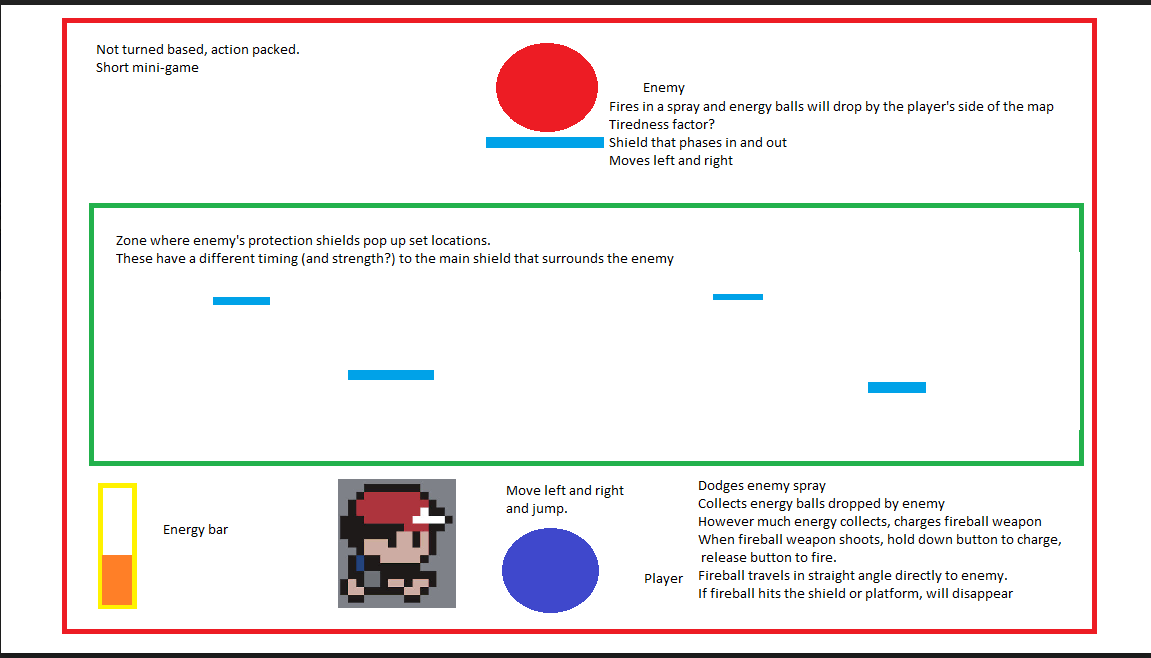 Not turned based, action packed.
Short mini-game
Enemy
Fires in a spray and energy balls will drop by the player's side of the map
Tiredness factor?
Shield that phases in and out
Moves left and right
Zone where enemy's protection shields pop up set locations.
These have a different timing (and strength?) to the main shield that surrounds the enemy
Energy bar
Move left and right
and jump.
Player
Dodges enemy spray
Collects energy balls dropped by enemy
However much energy collects, charges fireball weapon
When fireball weapon shoots, hold down button to charge,
release button to fire.
Fireball travels in straight angle directly to enemy.
If fireball hits the shield or platform, will disappear